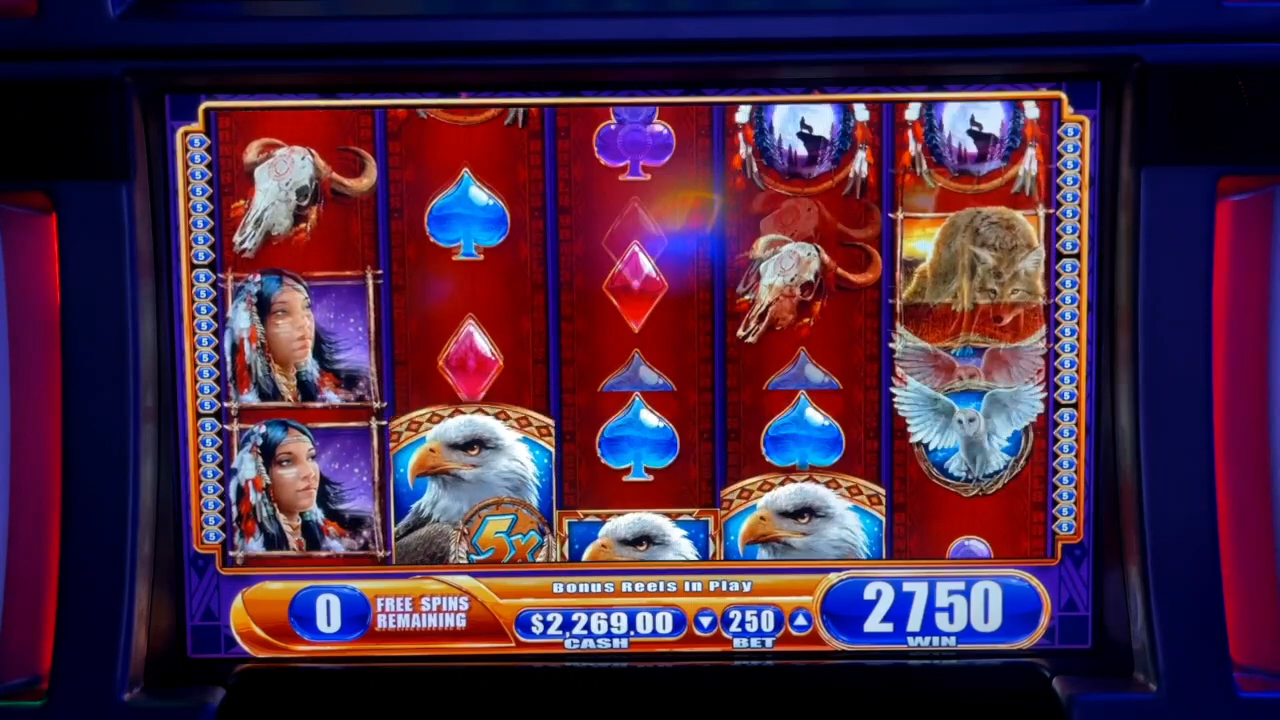 5x
Bonus Reels In Play
0
FREE SPINS
REMAINING
$2,269.00
CASH
250
BET
2750
WIN